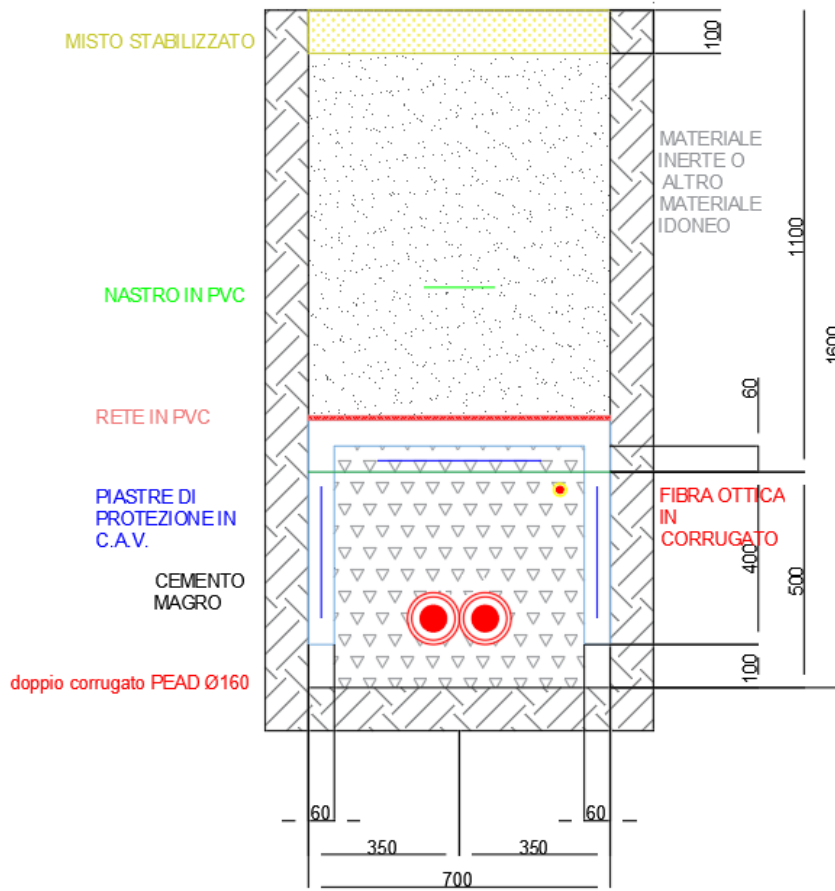 MISTO STABILIZZATO
100
MATERIALE
INERTE O
ALTRO
MATERIALE
IDONEO
1100
NASTRO IN PVC
1600
60
RETE IN PVC
PIASTRE DI
PROTEZIONE IN
C.A.V.
FIBRA OTTICA
IN
CORRUGATO
400
500
CEMENTO
MAGRO
100
doppio corrugato PEAD Ø160
60
60
350
350
700